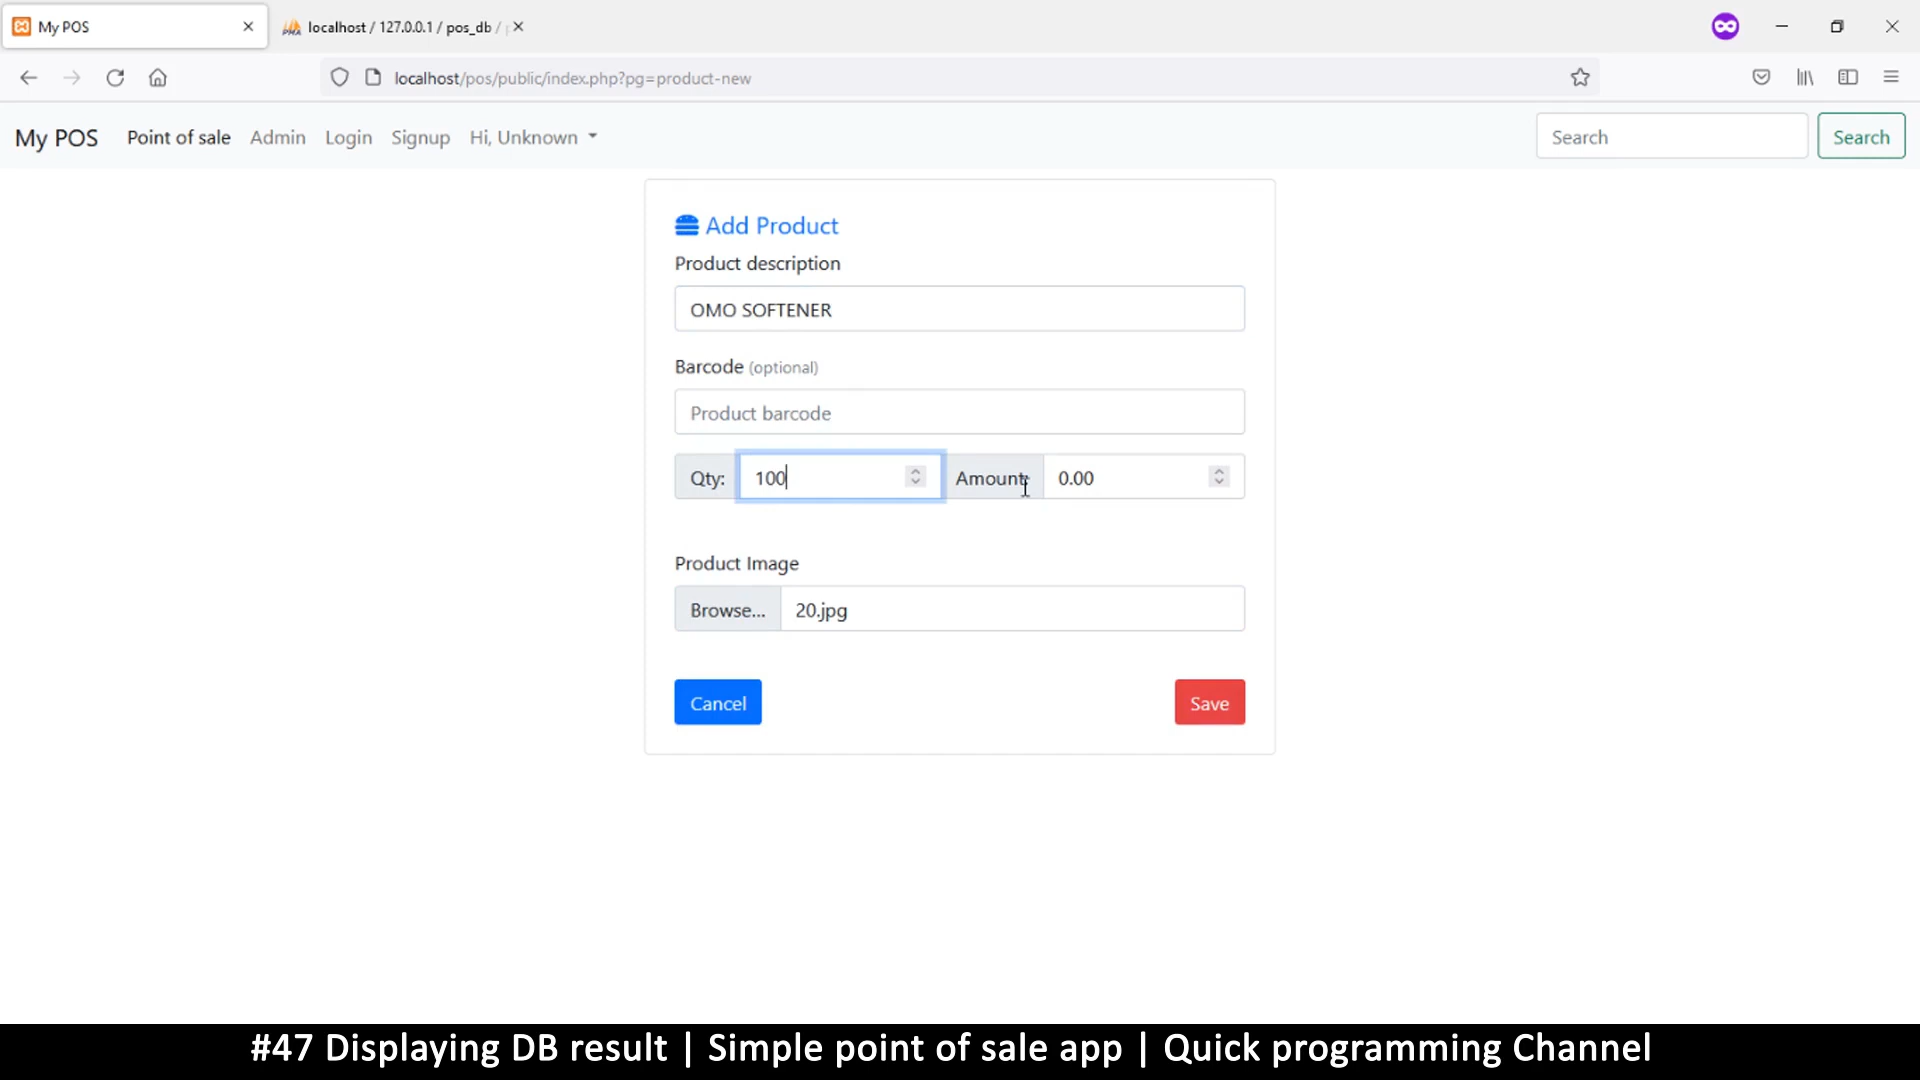 My POS
localhost / 127.0.0.1 / pos_db /
localhost/pos/public/index.php?pg=product-new
My POS Point of sale Admin Login Signup Hi, Unknown Search Search
Add Product
Product description
OMO SOFTENER
Barcode (optional)
Product barcode
Qty: 100 Amount: 0.00
Product Image
Browse... 20.jpg
Cancel Save
#47 Displaying DB result | Simple point of sale app | Quick programming Channel